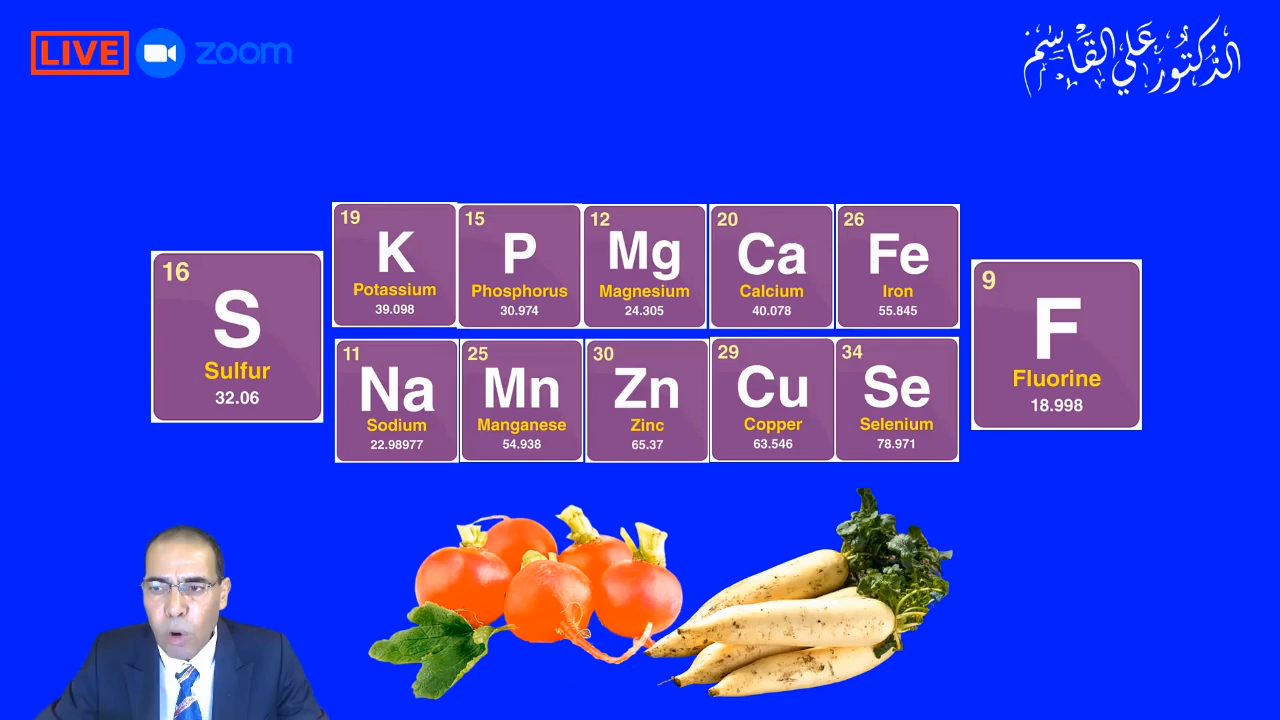 LIVE zoom
الدكتور علي القاسم
16
S
Sulfur
32.06
19
K
Potassium
39.098
15
P
Phosphorus
30.974
12
Mg
Magnesium
24.305
20
Ca
Calcium
40.078
26
Fe
Iron
55.845
9
F
Fluorine
18.998
11
Na
Sodium
22.98977
25
Mn
Manganese
54.938
30
Zn
Zinc
65.37
29
Cu
Copper
63.546
34
Se
Selenium
78.971